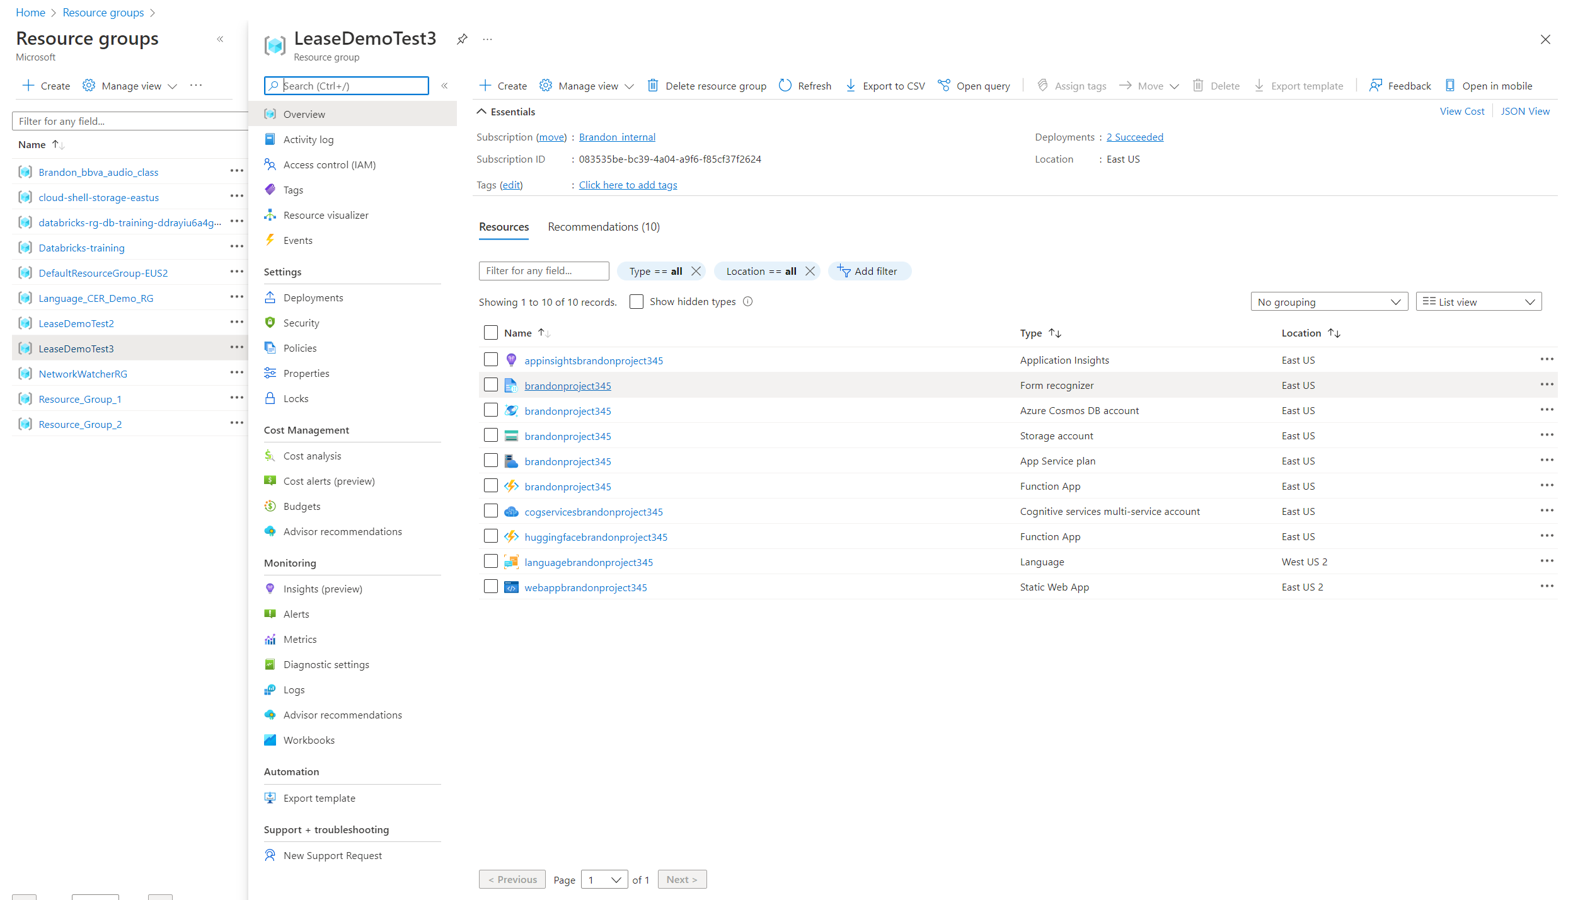 Home > Resource groups >
Resource groups
Microsoft
Create Manage view
Filter for any field...
Name
Brandon_bbva_audio_class
cloud-shell-storage-eastus
databricks-rg-db-training-ddrayiu6a4g...
Databricks-training
DefaultResourceGroup-EUS2
Language_CER_Demo_RG
LeaseDemoTest2
LeaseDemoTest3
NetworkWatcherRG
Resource_Group_1
Resource_Group_2
LeaseDemoTest3
Resource group
Search (Ctrl+/)
Overview
Activity log
Access control (IAM)
Tags
Resource visualizer
Events
Settings
Deployments
Security
Policies
Properties
Locks
Cost Management
Cost analysis
Cost alerts (preview)
Budgets
Advisor recommendations
Monitoring
Insights (preview)
Alerts
Metrics
Diagnostic settings
Logs
Advisor recommendations
Workbooks
Automation
Export template
Support + troubleshooting
New Support Request
Create Manage view Delete resource group Refresh Export to CSV Open query Assign tags Move Delete Export template Feedback Open in mobile
Essentials View Cost JSON View
Subscription (move) : Brandon internal Deployments : 2 Succeeded
Subscription ID : 083535be-bc39-4a04-a9f6-f85cf37f2624 Location : East US
Tags (edit) : Click here to add tags
Resources Recommendations (10)
Filter for any field... Type == all Location == all Add filter
Showing 1 to 10 of 10 records. Show hidden types No grouping List view
Name Type Location
appinsightsbrandonproject345 Application Insights East US
brandonproject345 Form recognizer East US
brandonproject345 Azure Cosmos DB account East US
brandonproject345 Storage account East US
brandonproject345 App Service plan East US
brandonproject345 Function App East US
cogservicesbrandonproject345 Cognitive services multi-service account East US
huggingfacebrandonproject345 Function App East US
languagebrandonproject345 Language West US 2
webappbrandonproject345 Static Web App East US 2
< Previous Page 1 of 1 Next >